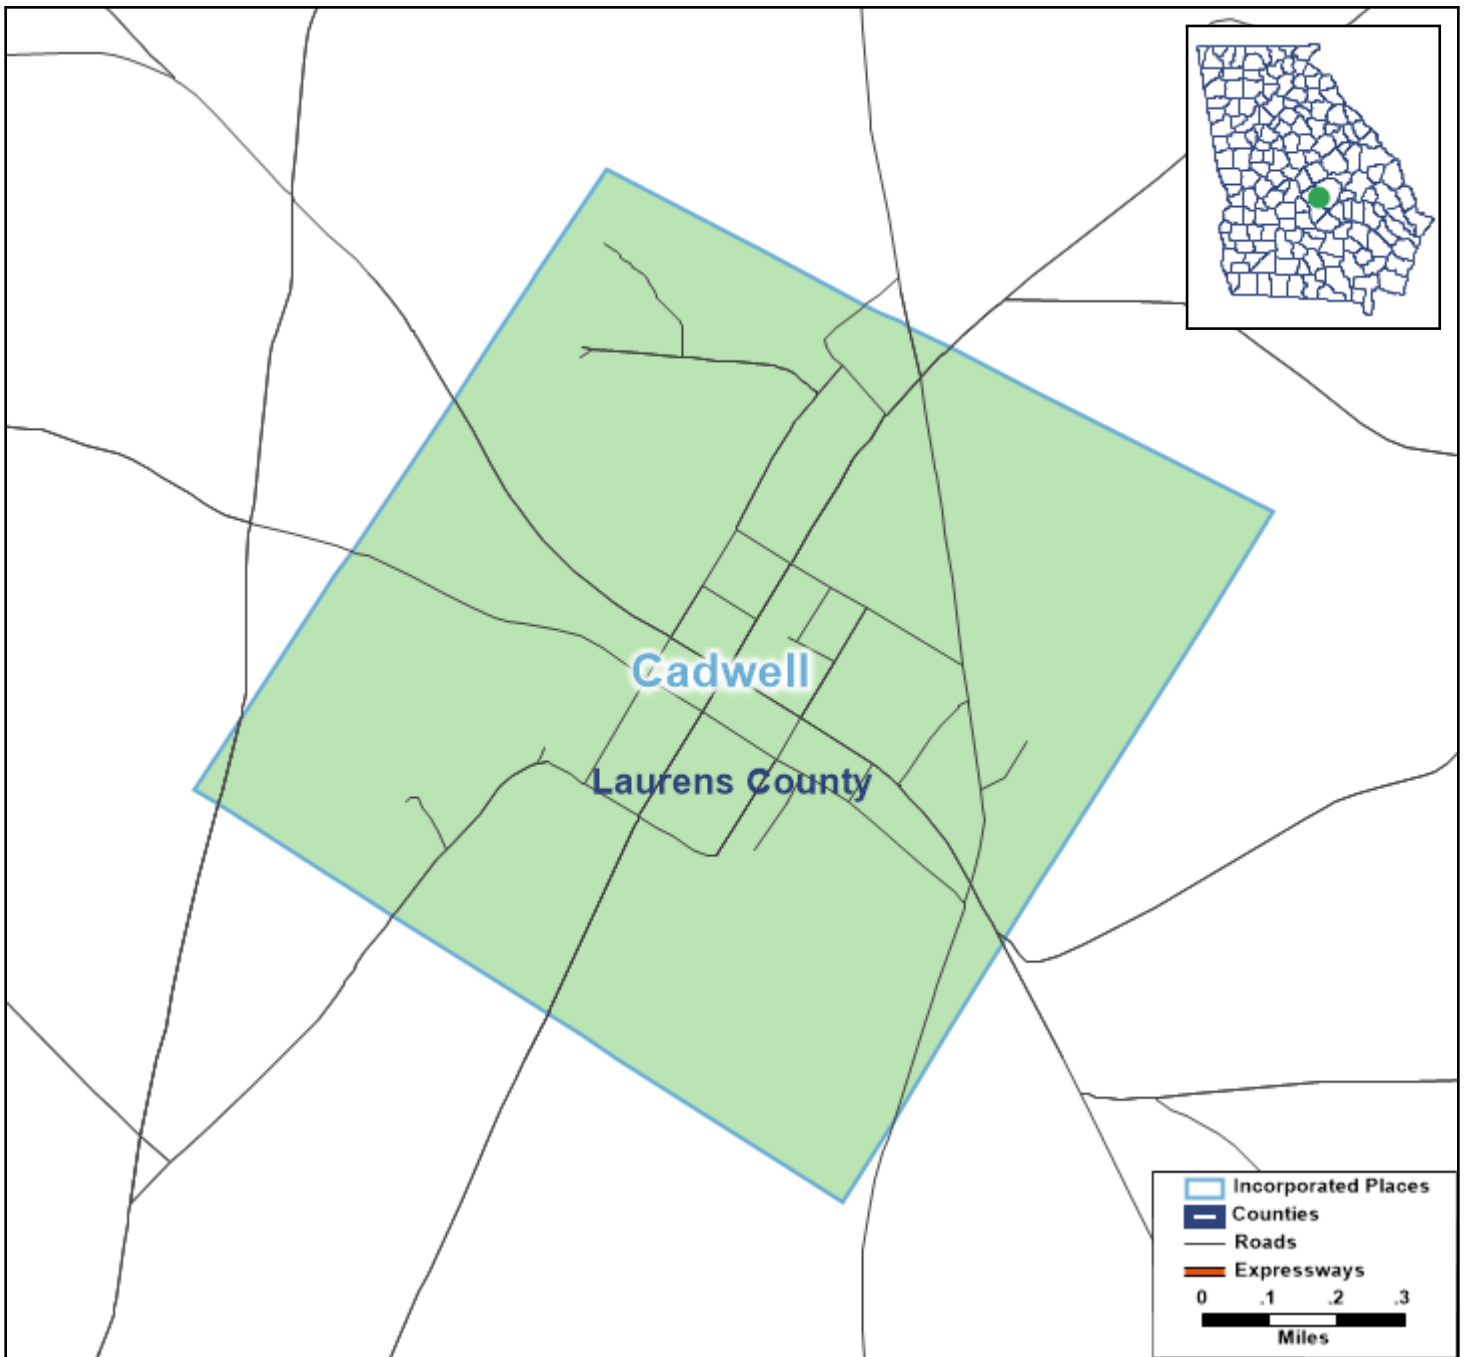 Cadwell
Laurens County
Incorporated Places
Counties
Roads
Expressways
0 .1 .2 .3
Miles